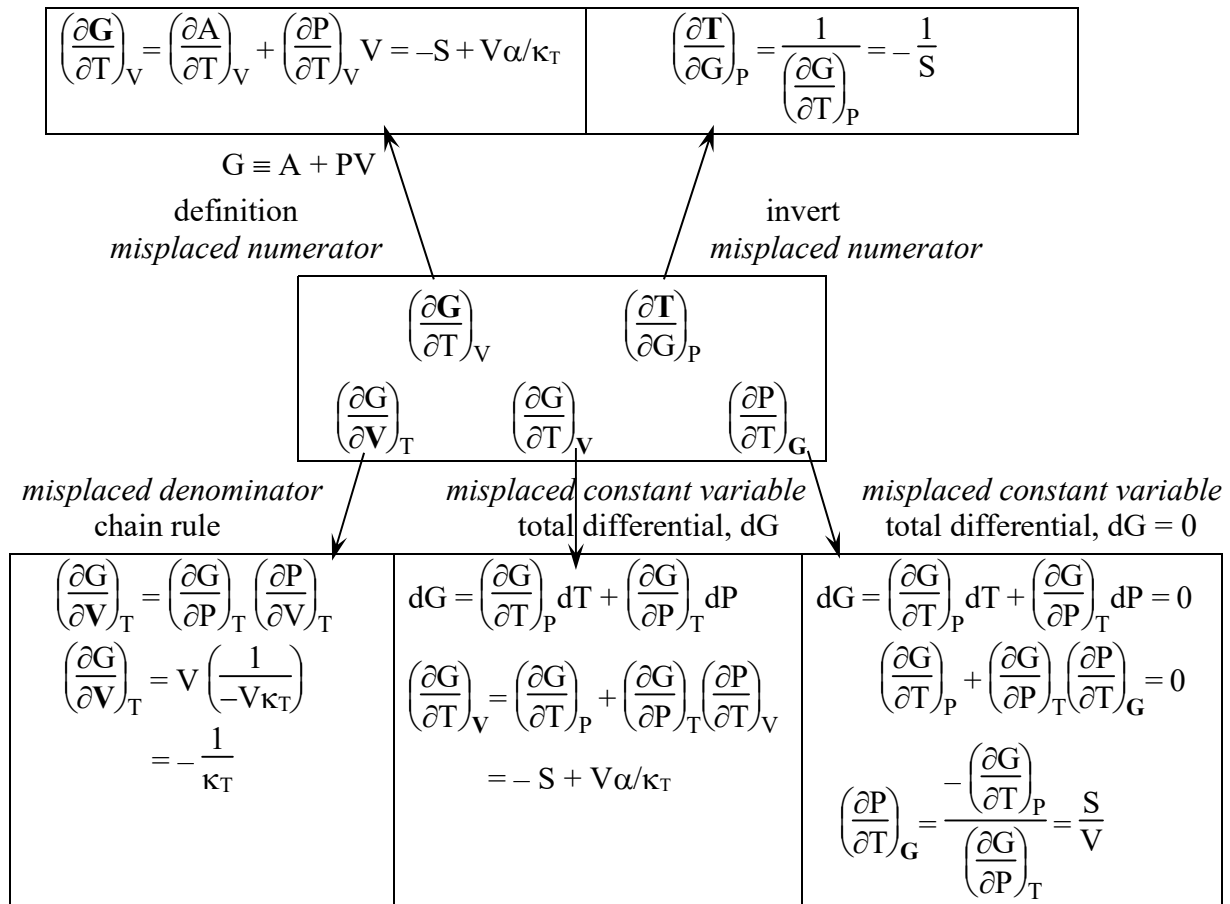 (∂G/∂T)_V = (∂A/∂T)_V + (∂P/∂T)_V V = –S + Vα/κ_T
(∂T/∂G)_P = 1/(∂G/∂T)_P = – 1/S
G ≡ A + PV
definition
misplaced numerator
invert
misplaced numerator
(∂G/∂T)_V (∂T/∂G)_P
(∂G/∂V)_T (∂G/∂T)_V (∂P/∂T)_G
misplaced denominator
chain rule
misplaced constant variable
total differential, dG
misplaced constant variable
total differential, dG = 0
(∂G/∂V)_T = (∂G/∂P)_T (∂P/∂V)_T
(∂G/∂V)_T = V (1/–Vκ_T)
= – 1/κ_T
dG = (∂G/∂T)_P dT + (∂G/∂P)_T dP
(∂G/∂T)_V = (∂G/∂T)_P + (∂G/∂P)_T (∂P/∂T)_V
= – S + Vα/κ_T
dG = (∂G/∂T)_P dT + (∂G/∂P)_T dP = 0
(∂G/∂T)_P + (∂G/∂P)_T (∂P/∂T)_G = 0
(∂P/∂T)_G = – (∂G/∂T)_P / (∂G/∂P)_T = S/V